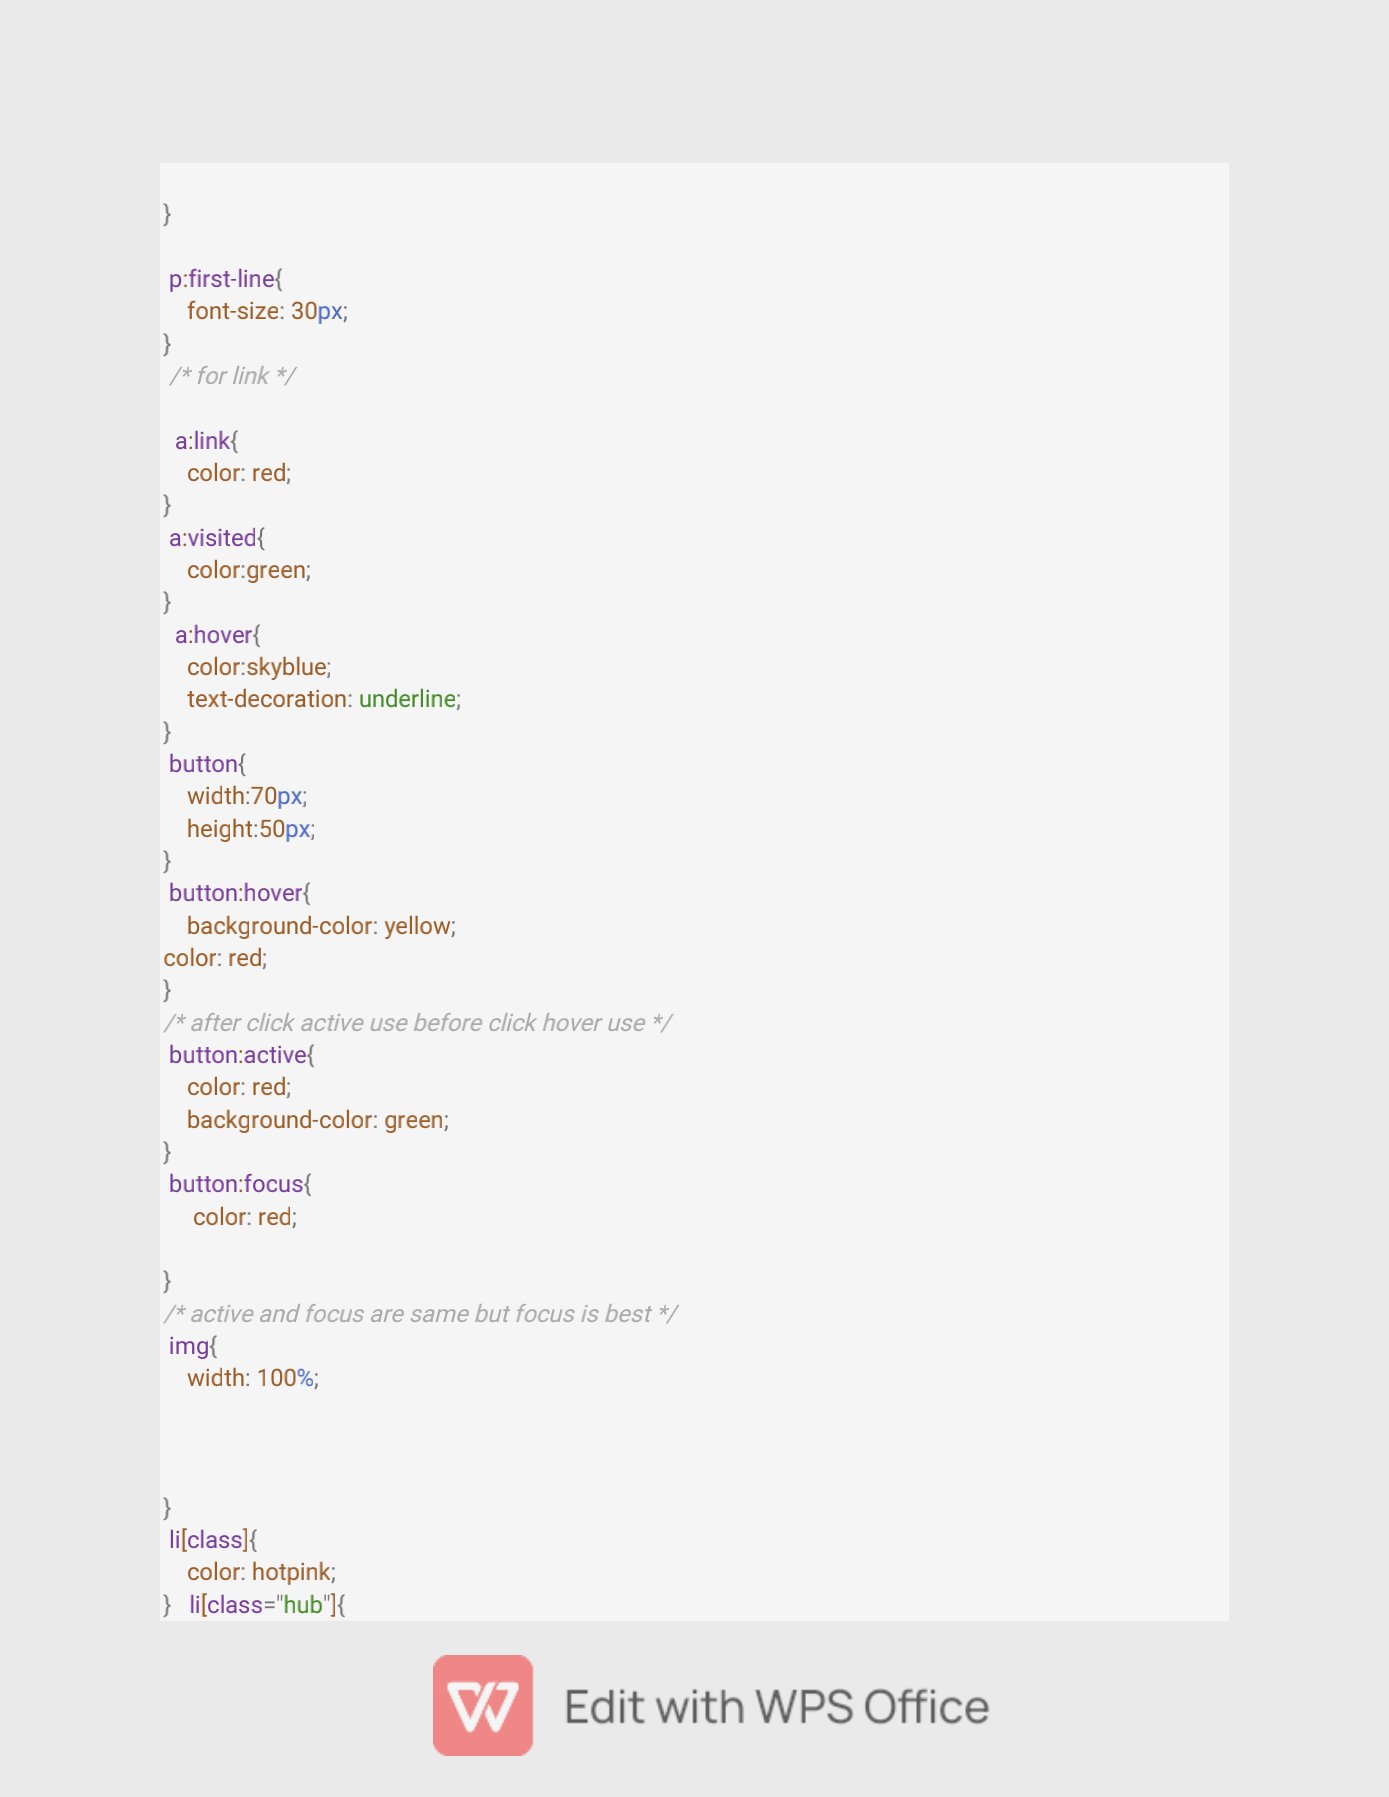 }
p:first-line{
font-size: 30px;
}
/* for link */
a:link{
color: red;
}
a:visited{
color:green;
}
a:hover{
color:skyblue;
text-decoration: underline;
}
button{
width:70px;
height:50px;
}
button:hover{
background-color: yellow;
color: red;
}
/* after click active use before click hover use */
button:active{
color: red;
background-color: green;
}
button:focus{
color: red;
}
/* active and focus are same but focus is best */
img{
width: 100%;
}
li[class]{
color: hotpink;
} li[class="hub"]{
Edit with WPS Office